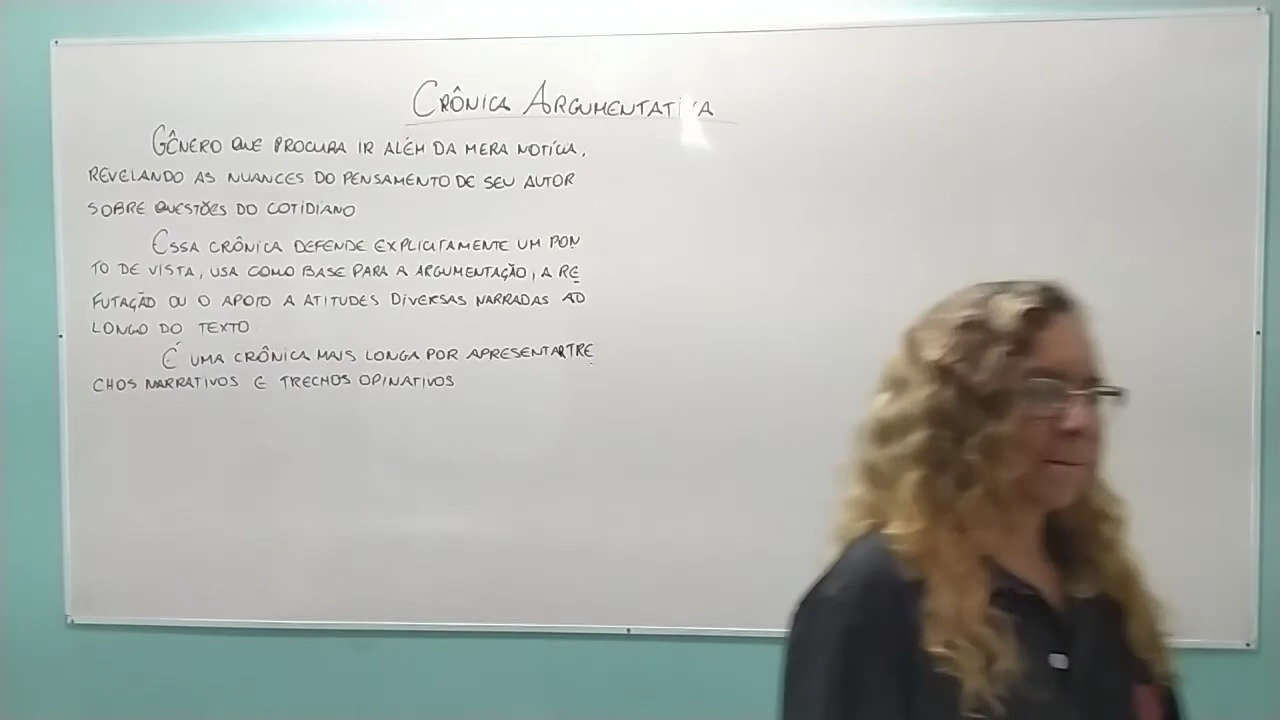 CRÔNICA ARGUMENTATIVA
GÊNERO QUE PROCURA IR ALÉM DA MERA NOTÍCIA,
REVELANDO AS NUANCES DO PENSAMENTO DE SEU AUTOR
SOBRE QUESTÕES DO COTIDIANO
ESSA CRÔNICA DEFENDE EXPLICITAMENTE UM PON
TO DE VISTA, USA COMO BASE PARA A ARGUMENTAÇÃO, A RE
FUTAÇÃO OU O APOIO A ATITUDES DIVERSAS NARRADAS AO
LONGO DO TEXTO
É UMA CRÔNICA MAIS LONGA POR APRESENTAR TRE
CHOS NARRATIVOS E TRECHOS OPINATIVOS